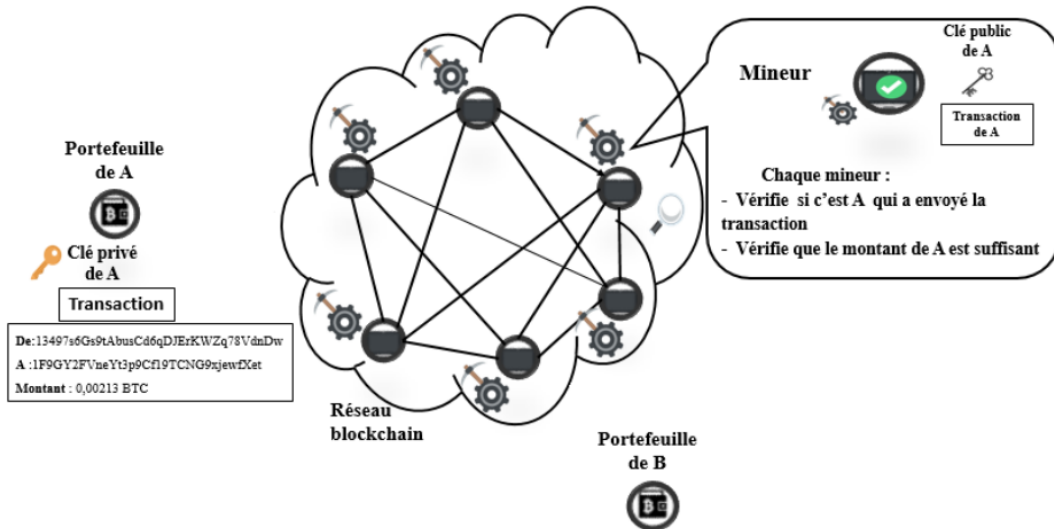 Portefeuille
de A
Clé privé
de A
Transaction
De:13497s6Gs9tAbusCd6qDJErKWZq78VdnDw
A :1F9GY2FVneYt3p9Cf19TCNG9xjewfXet
Montant : 0,00213 BTC
Réseau
blockchain
Portefeuille
de B
Mineur
Clé public
de A
Transaction
de A
Chaque mineur :
- Vérifie si c’est A qui a envoyé la
transaction
- Vérifie que le montant de A est suffisant